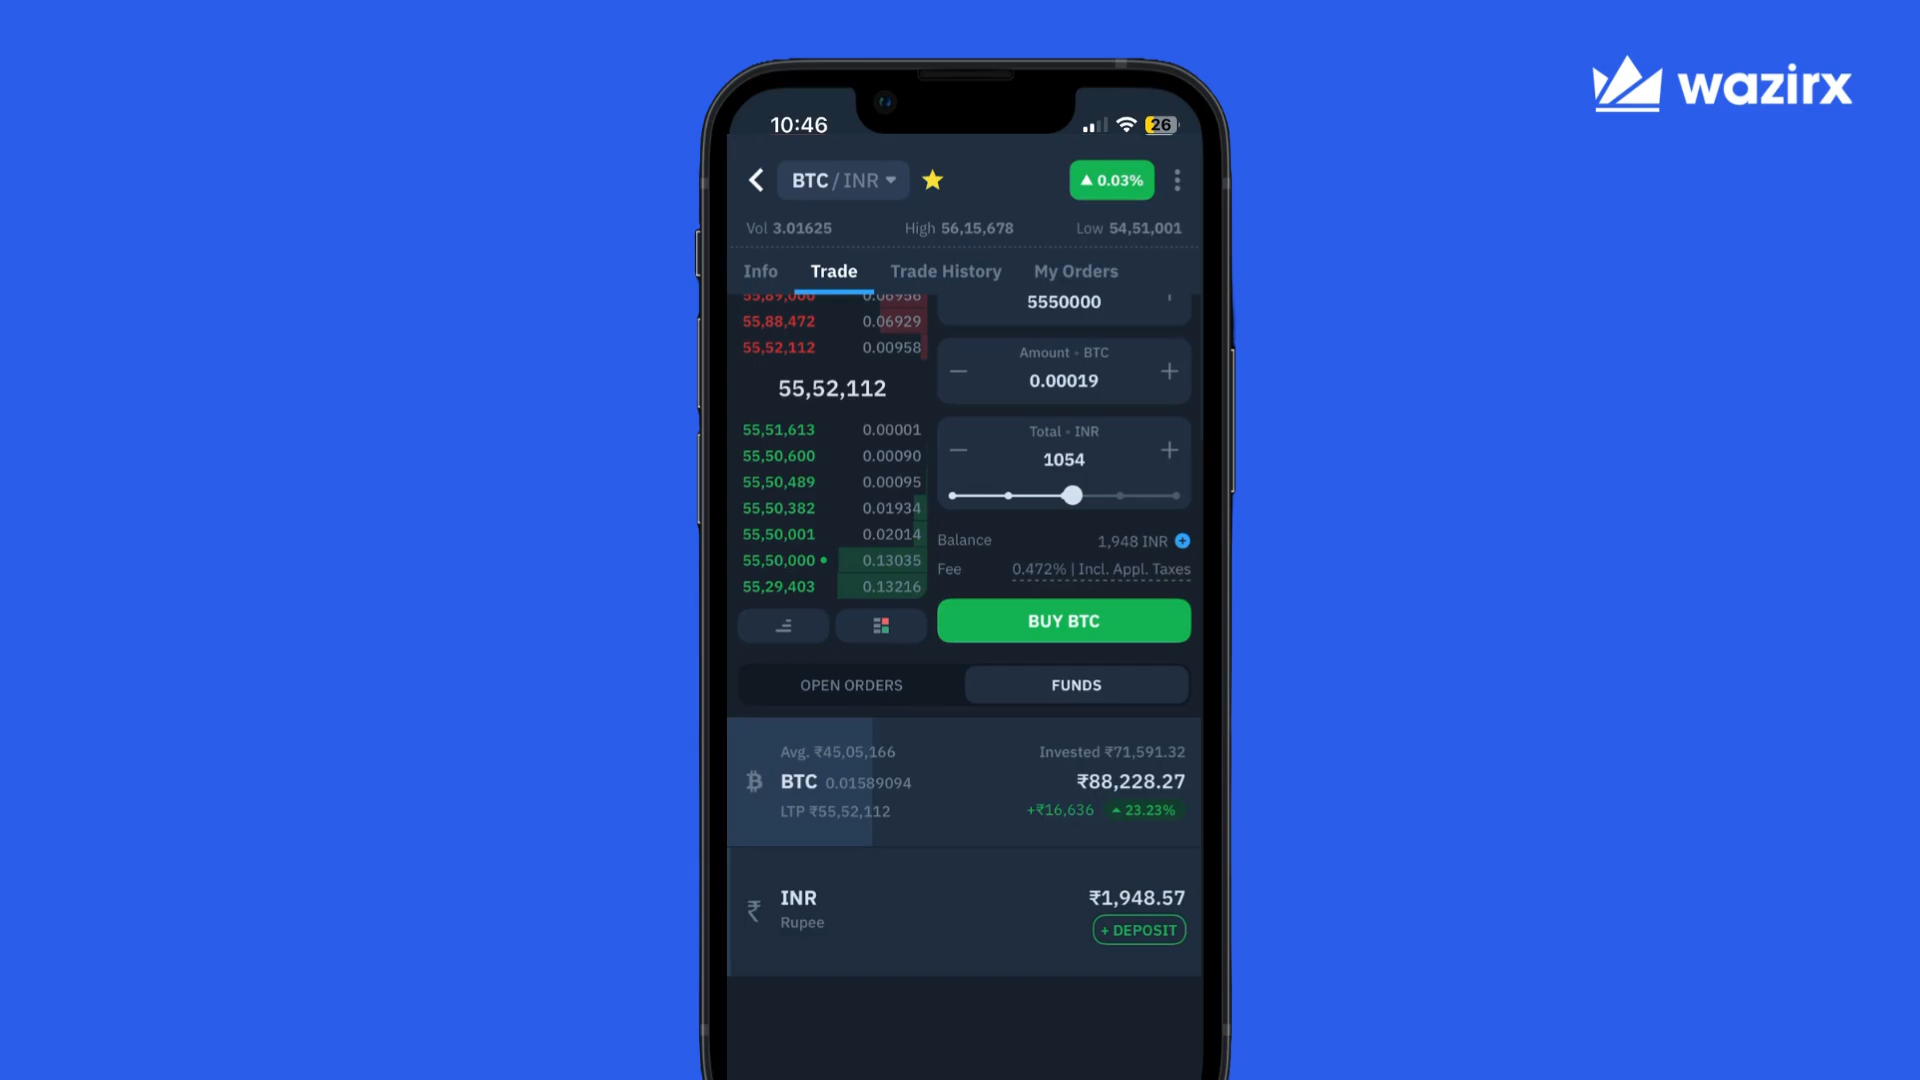 wazirx
10:46
26
BTC / INR
▲ 0.03%
Vol 3.01625 High 56,15,678 Low 54,51,001
Info Trade Trade History My Orders
55,89,000 0.06956
55,88,472 0.06929
55,52,112 0.00958
55,52,112
55,51,613 0.00001
55,50,600 0.00090
55,50,489 0.00095
55,50,382 0.01934
55,50,001 0.02014
55,50,000 • 0.13035
55,29,403 0.13216
5550000
Amount • BTC
0.00019
Total • INR
1054
Balance 1,948 INR
Fee 0.472% | Incl. Appl. Taxes
BUY BTC
OPEN ORDERS FUNDS
Avg. ₹45,05,166 Invested ₹71,591.32
BTC 0.01589094 ₹88,228.27
LTP ₹55,52,112 +₹16,636 ▲ 23.23%
INR ₹1,948.57
Rupee + DEPOSIT